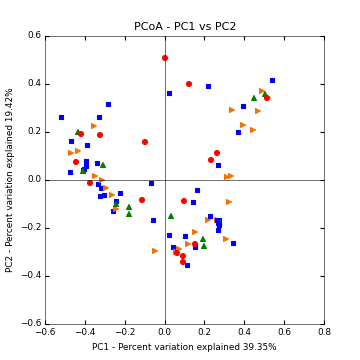 PCoA - PC1 vs PC2
0.6
0.4
0.2
0.0
−0.2
−0.4
−0.6
PC2 - Percent variation explained 19.42%
−0.6 −0.4 −0.2 0.0 0.2 0.4 0.6 0.8
PC1 - Percent variation explained 39.35%